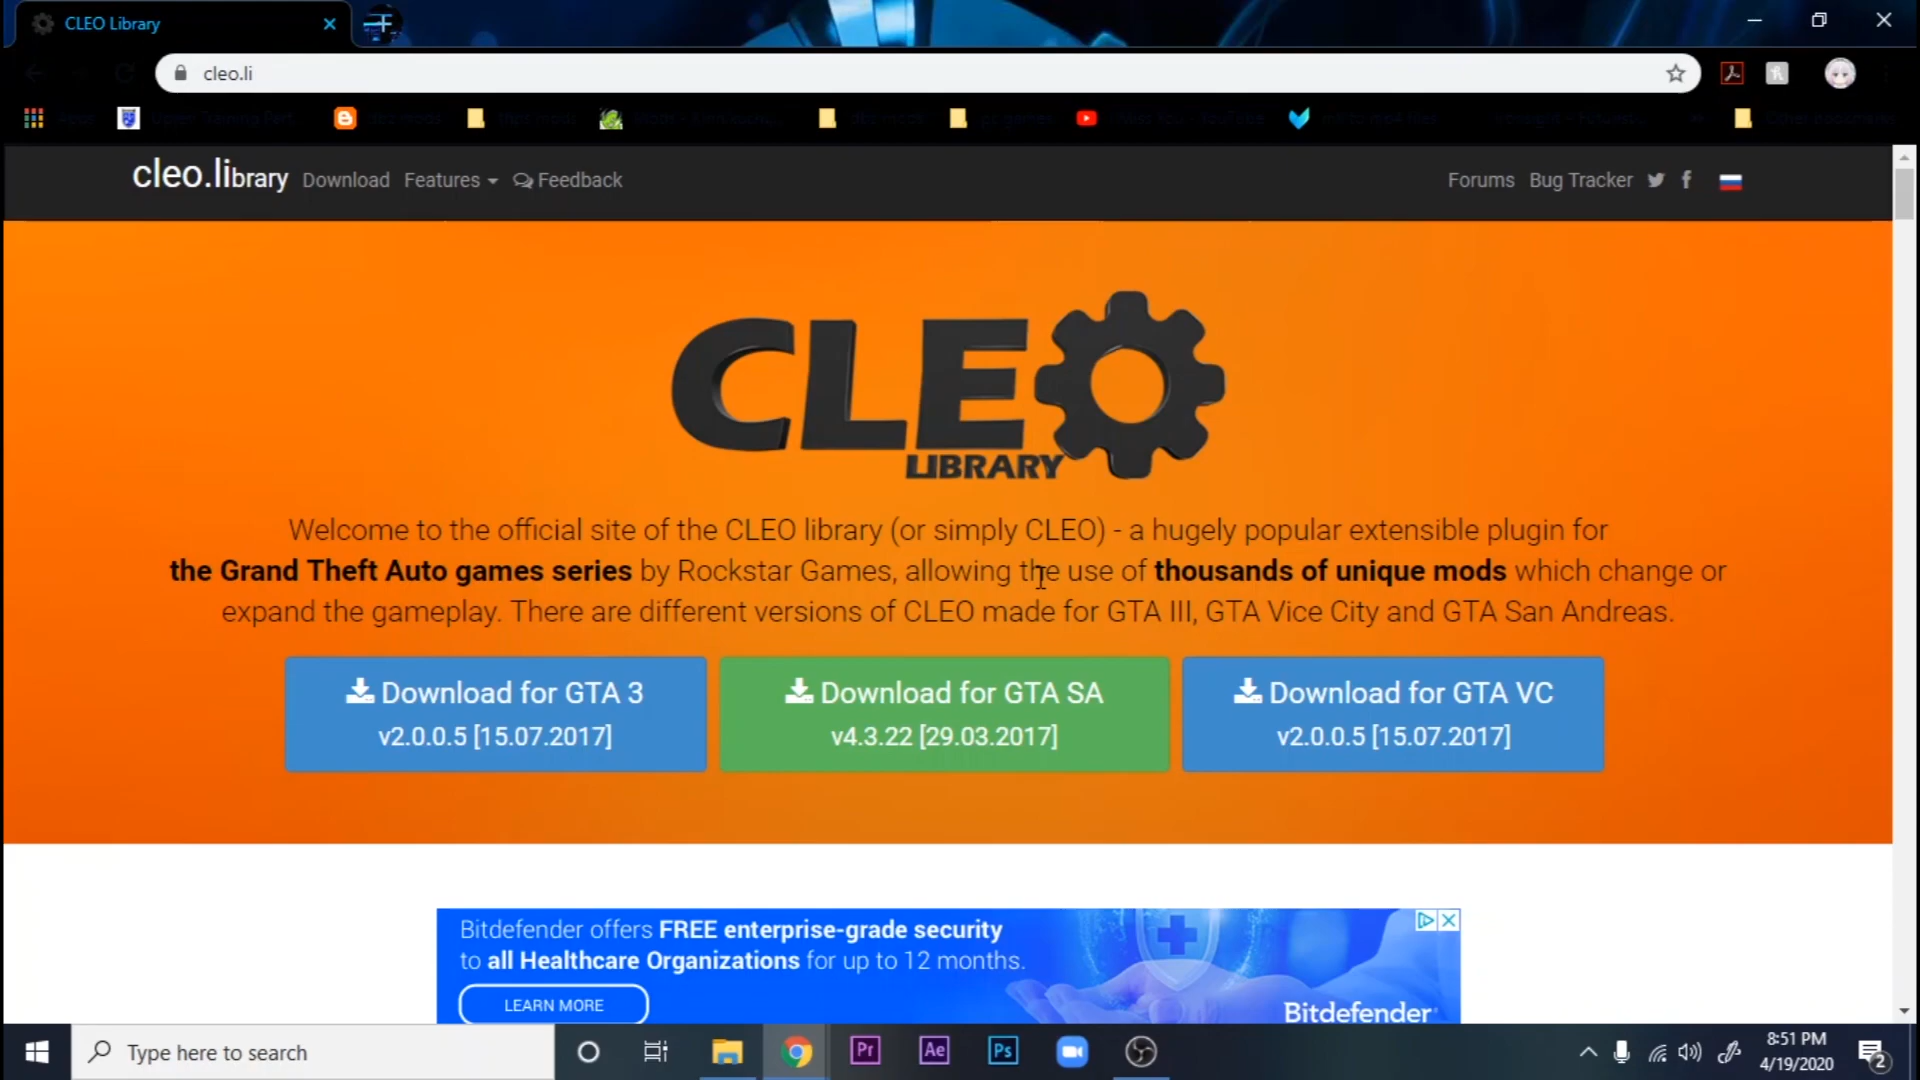 CLEO Library
cleo.li
cleo.library Download Features Feedback Forums Bug Tracker
CLEO
LIBRARY
Welcome to the official site of the CLEO library (or simply CLEO) - a hugely popular extensible plugin for
the Grand Theft Auto games series by Rockstar Games, allowing the use of thousands of unique mods which change or
expand the gameplay. There are different versions of CLEO made for GTA III, GTA Vice City and GTA San Andreas.
Download for GTA 3
v2.0.0.5 [15.07.2017]
Download for GTA SA
v4.3.22 [29.03.2017]
Download for GTA VC
v2.0.0.5 [15.07.2017]
Bitdefender offers FREE enterprise-grade security
to all Healthcare Organizations for up to 12 months.
LEARN MORE
Bitdefender
Type here to search
Pr
Ae
Ps
8:51 PM
4/19/2020
2